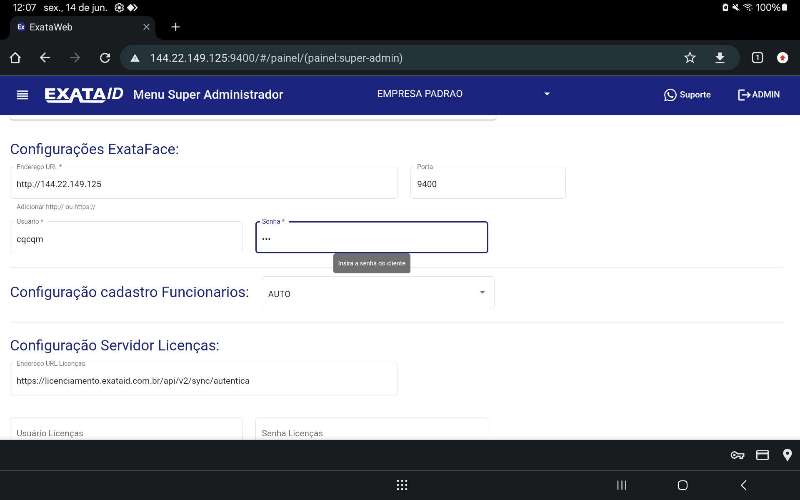 12:07 sex., 14 de jun. 100%
Ex ExataWeb
144.22.149.125:9400/#/painel/(painel:super-admin) 1
EXATAID Menu Super Administrador EMPRESA PADRAO Suporte ADMIN
Configurações ExataFace:
Endereço URL * Porta
http://144.22.149.125 9400
Adicionar http:// ou https://
Usuário * Senha *
cqcqm •••
Insira a senha do cliente
Configuração cadastro Funcionarios: AUTO
Configuração Servidor Licenças:
Endereço URL Licenças
https://licenciamento.exataid.com.br/api/v2/sync/autentica
Usuário Licenças Senha Licenças